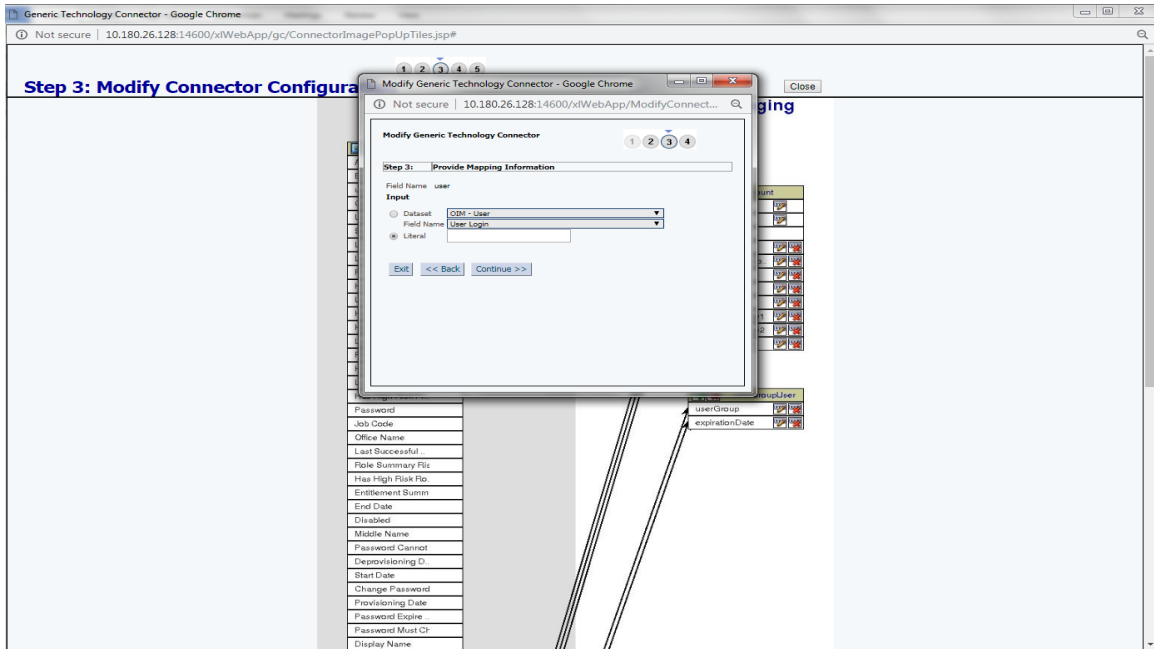 Generic Technology Connector - Google Chrome
Not secure | 10.180.26.128:14600/xlWebApp/gc/ConnectorImagePopUpTiles.jsp#
1 2 3 4 5
Step 3: Modify Connector Configura
Close
ging
Modify Generic Technology Connector - Google Chrome
Not secure | 10.180.26.128:14600/xlWebApp/ModifyConnect...
Modify Generic Technology Connector
1 2 3 4
Step 3: Provide Mapping Information
Field Name user
Input
Dataset OIM - User
Field Name User Login
Literal
Exit << Back Continue >>
ount
roupUser
userGroup
expirationDate
Password
Job Code
Office Name
Last Successful ..
Role Summary Ris
Has High Risk Ro.
Entitlement Summ
End Date
Disabled
Middle Name
Password Cannot
Deprovisioning D..
Start Date
Change Password
Provisioning Date
Password Expire ..
Password Must Ch
Display Name